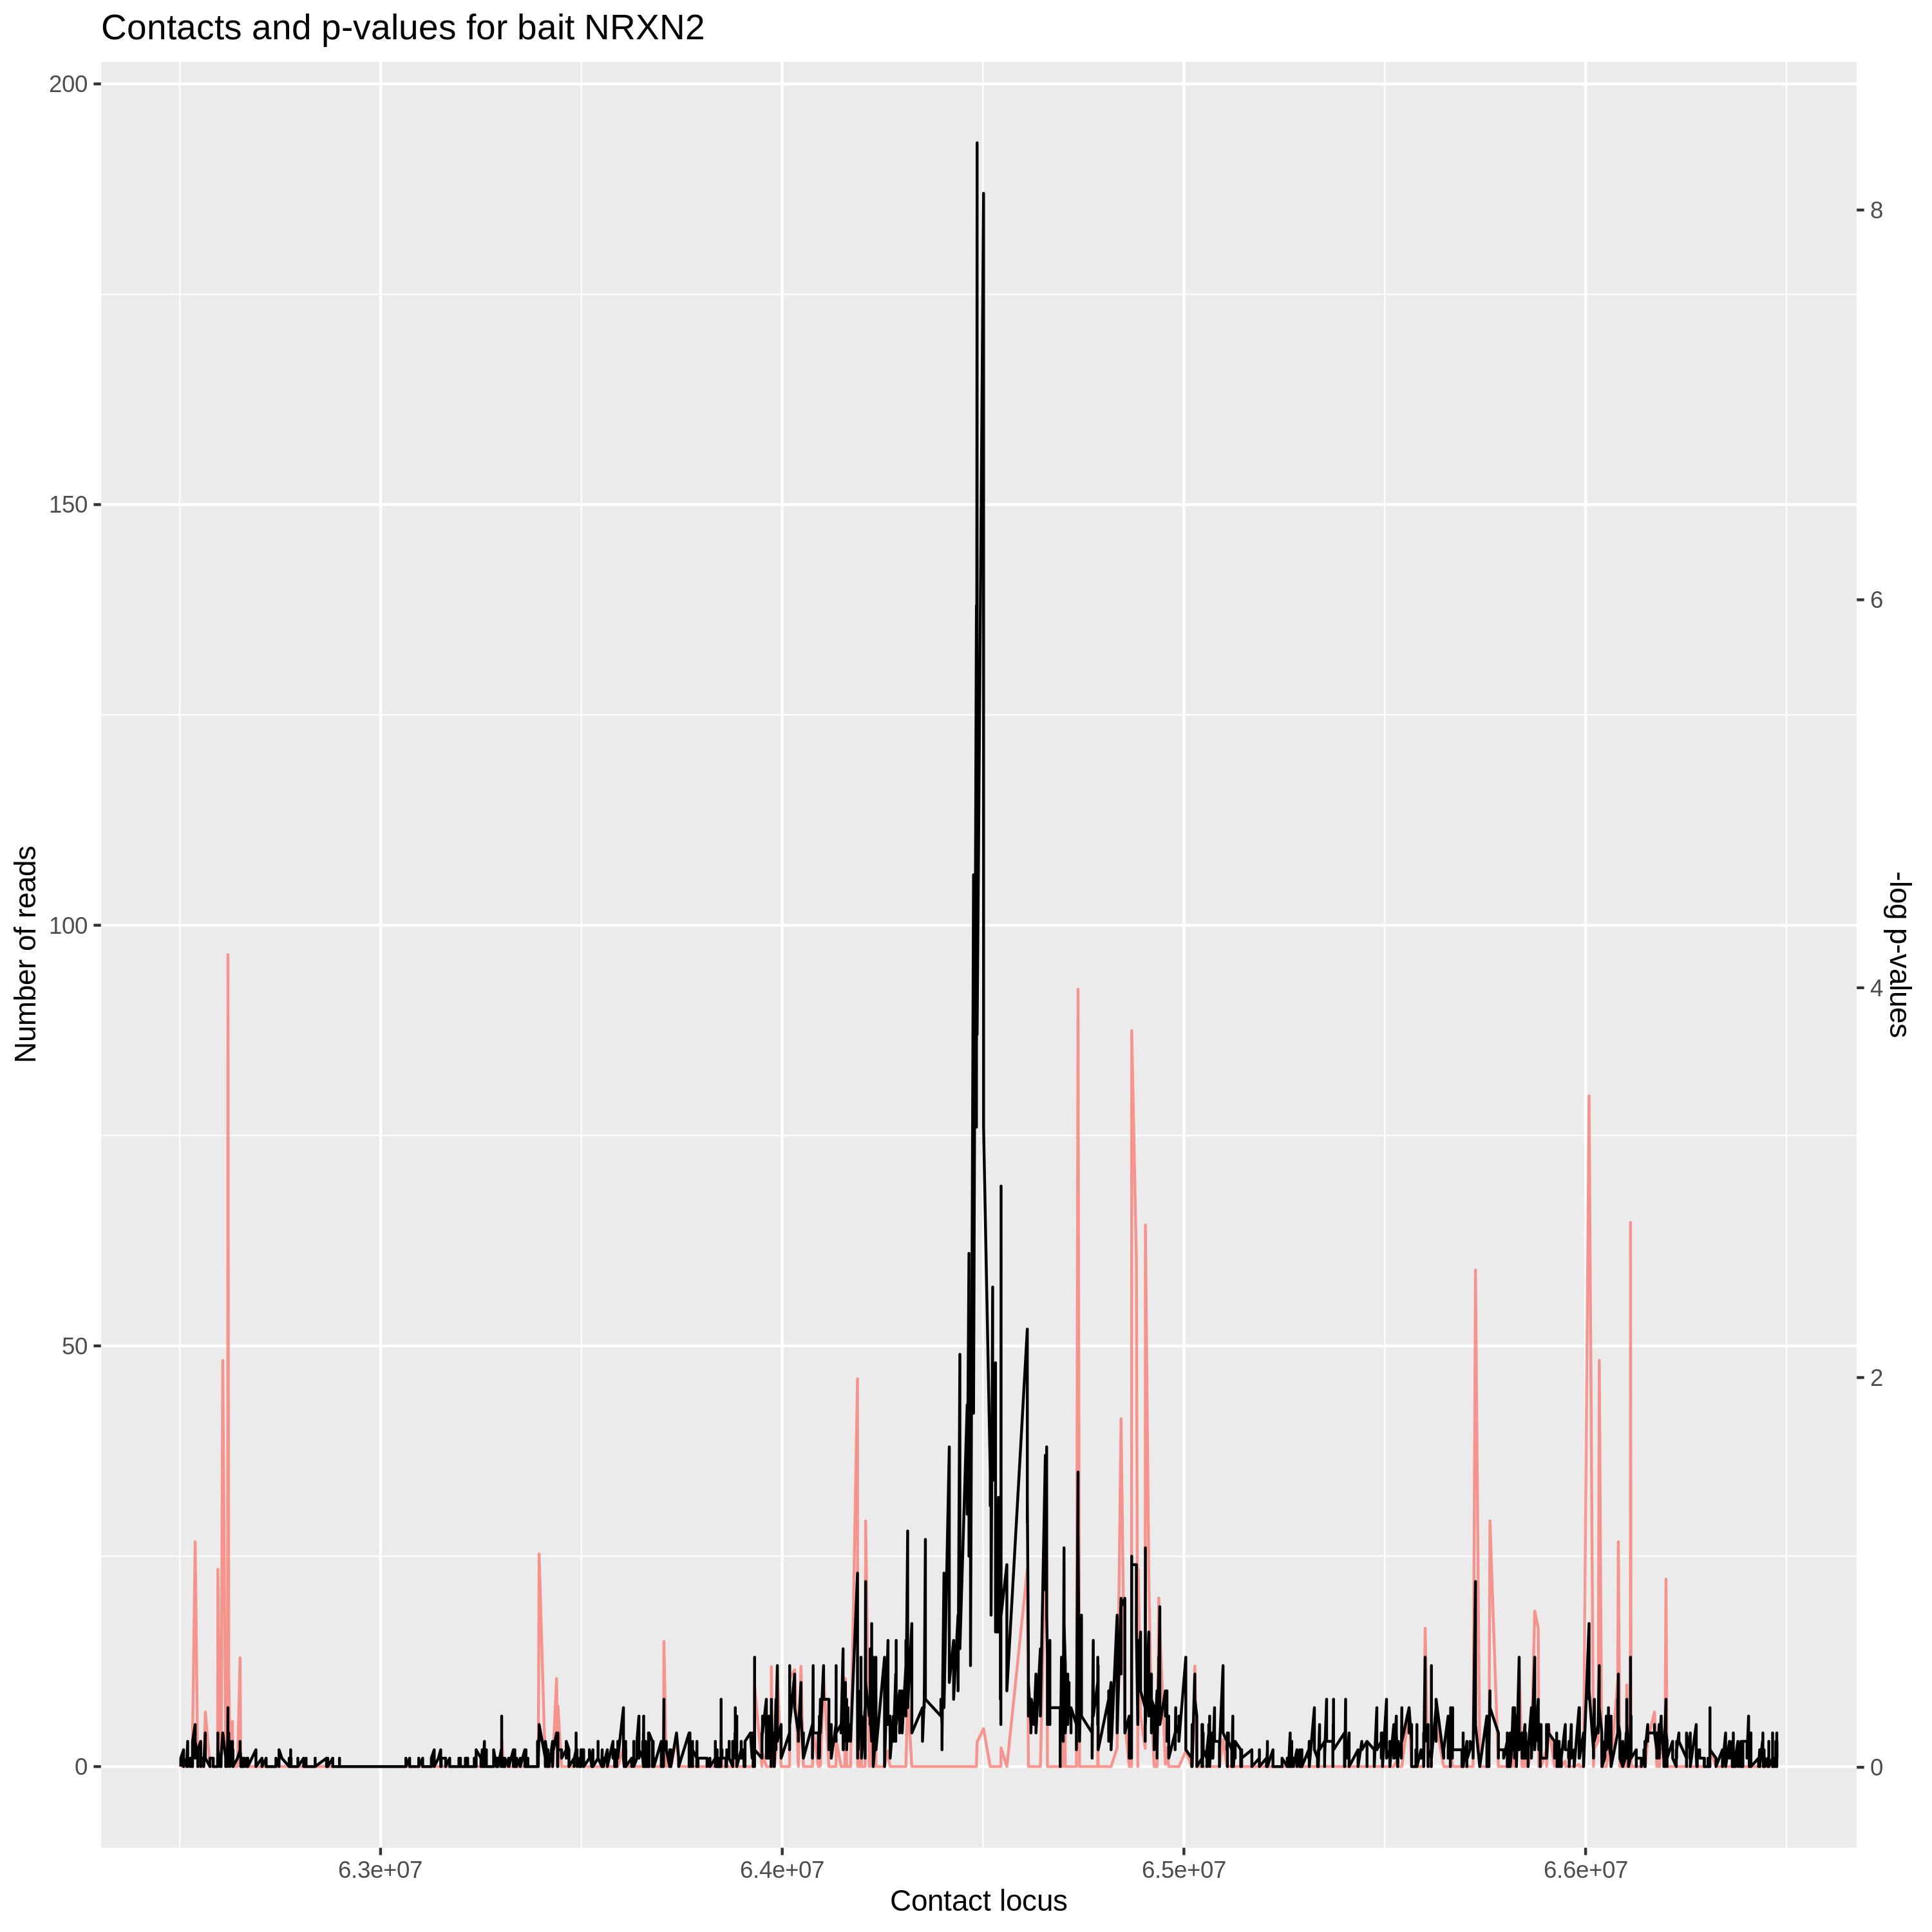 Contacts and p-values for bait NRXN2
200
150
100
50
0
Number of reads
8
6
4
2
0
-log p-values
6.3e+07
6.4e+07
6.5e+07
6.6e+07
Contact locus